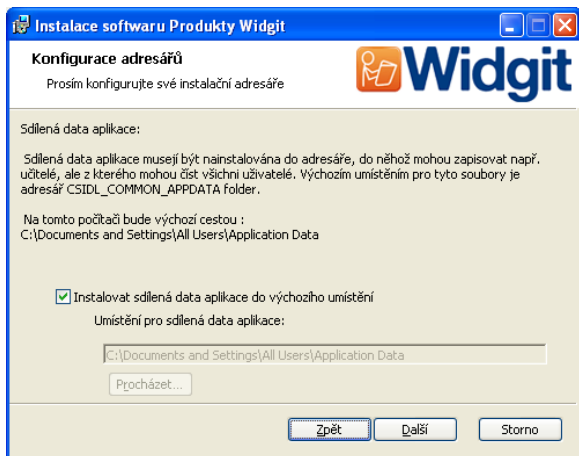 Instalace softwaru Produkty Widgit
Konfigurace adresářů
Prosím konfigurujte své instalační adresáře
Widgit
Sdílená data aplikace:
Sdílená data aplikace musejí být nainstalována do adresáře, do něhož mohou zapisovat např.
učitelé, ale z kterého mohou číst všichni uživatelé. Výchozím umístěním pro tyto soubory je
adresář CSIDL_COMMON_APPDATA folder.
Na tomto počítači bude výchozí cestou :
C:\Documents and Settings\All Users\Application Data
Instalovat sdílená data aplikace do výchozího umístění
Umístění pro sdílená data aplikace:
C:\Documents and Settings\All Users\Application Data
Procházet...
Zpět
Další
Storno